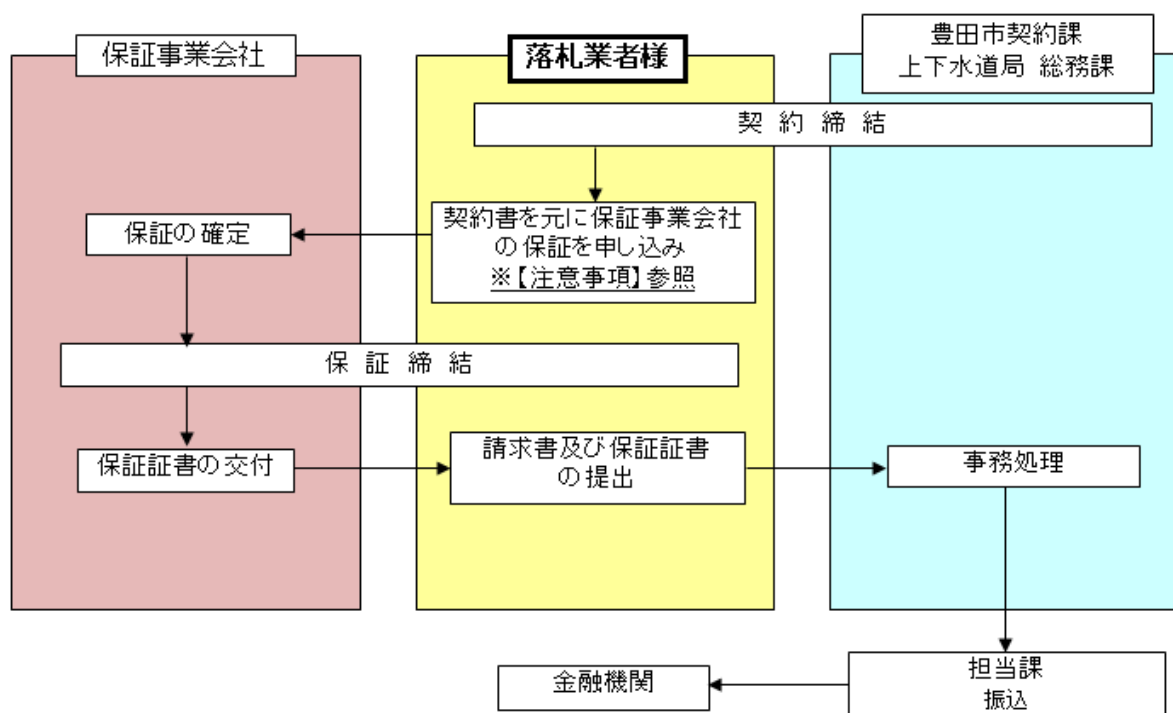 保証事業会社
落札業者様
豊田市契約課
上下水道局 総務課
契 約 締 結
契約書を元に保証事業会社
の保証を申し込み
※【注意事項】参照
保証の確定
保 証 締 結
保証証書の交付
請求書及び保証証書
の提出
事務処理
担当課
振込
金融機関